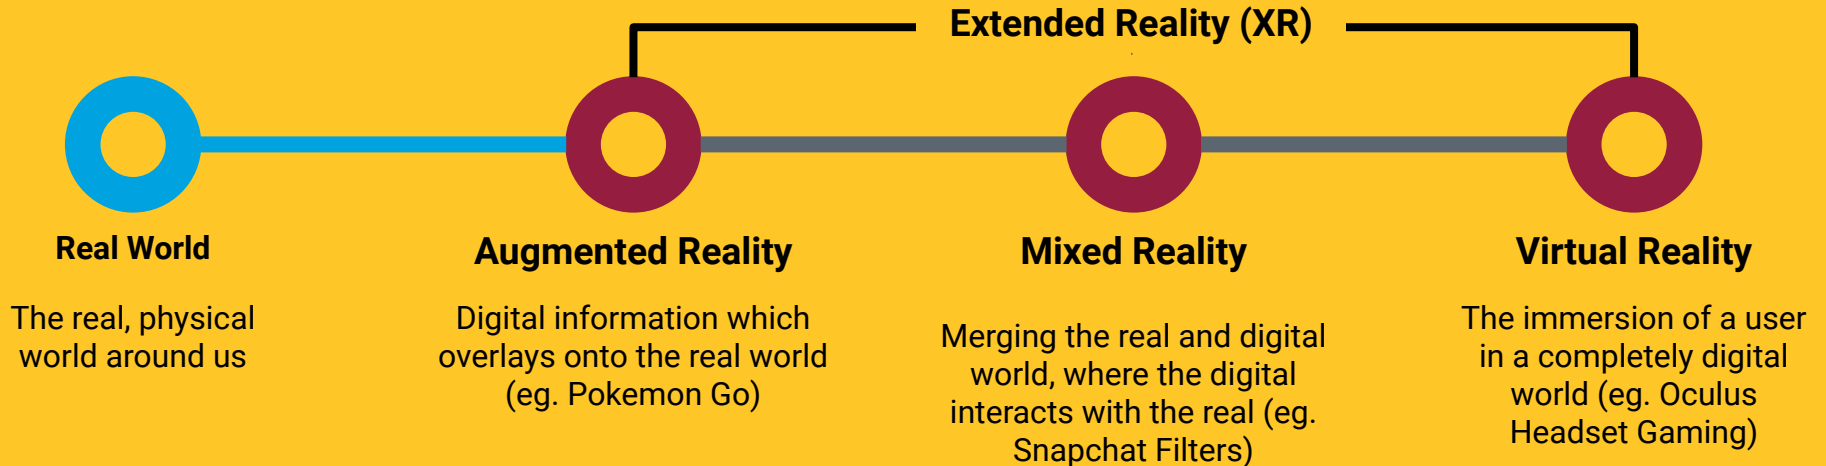 Extended Reality (XR)
Real World
The real, physical
world around us
Augmented Reality
Digital information which
overlays onto the real world
(eg. Pokemon Go)
Mixed Reality
Merging the real and digital
world, where the digital
interacts with the real (eg.
Snapchat Filters)
Virtual Reality
The immersion of a user
in a completely digital
world (eg. Oculus
Headset Gaming)